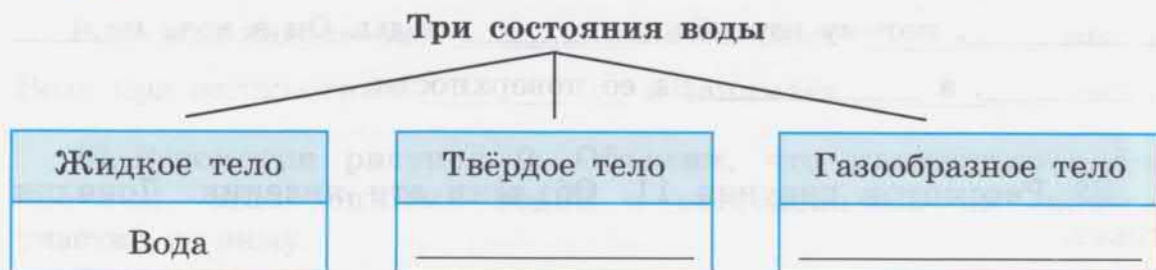 Три состояния воды
Жидкое тело
Твёрдое тело
Газообразное тело
Вода